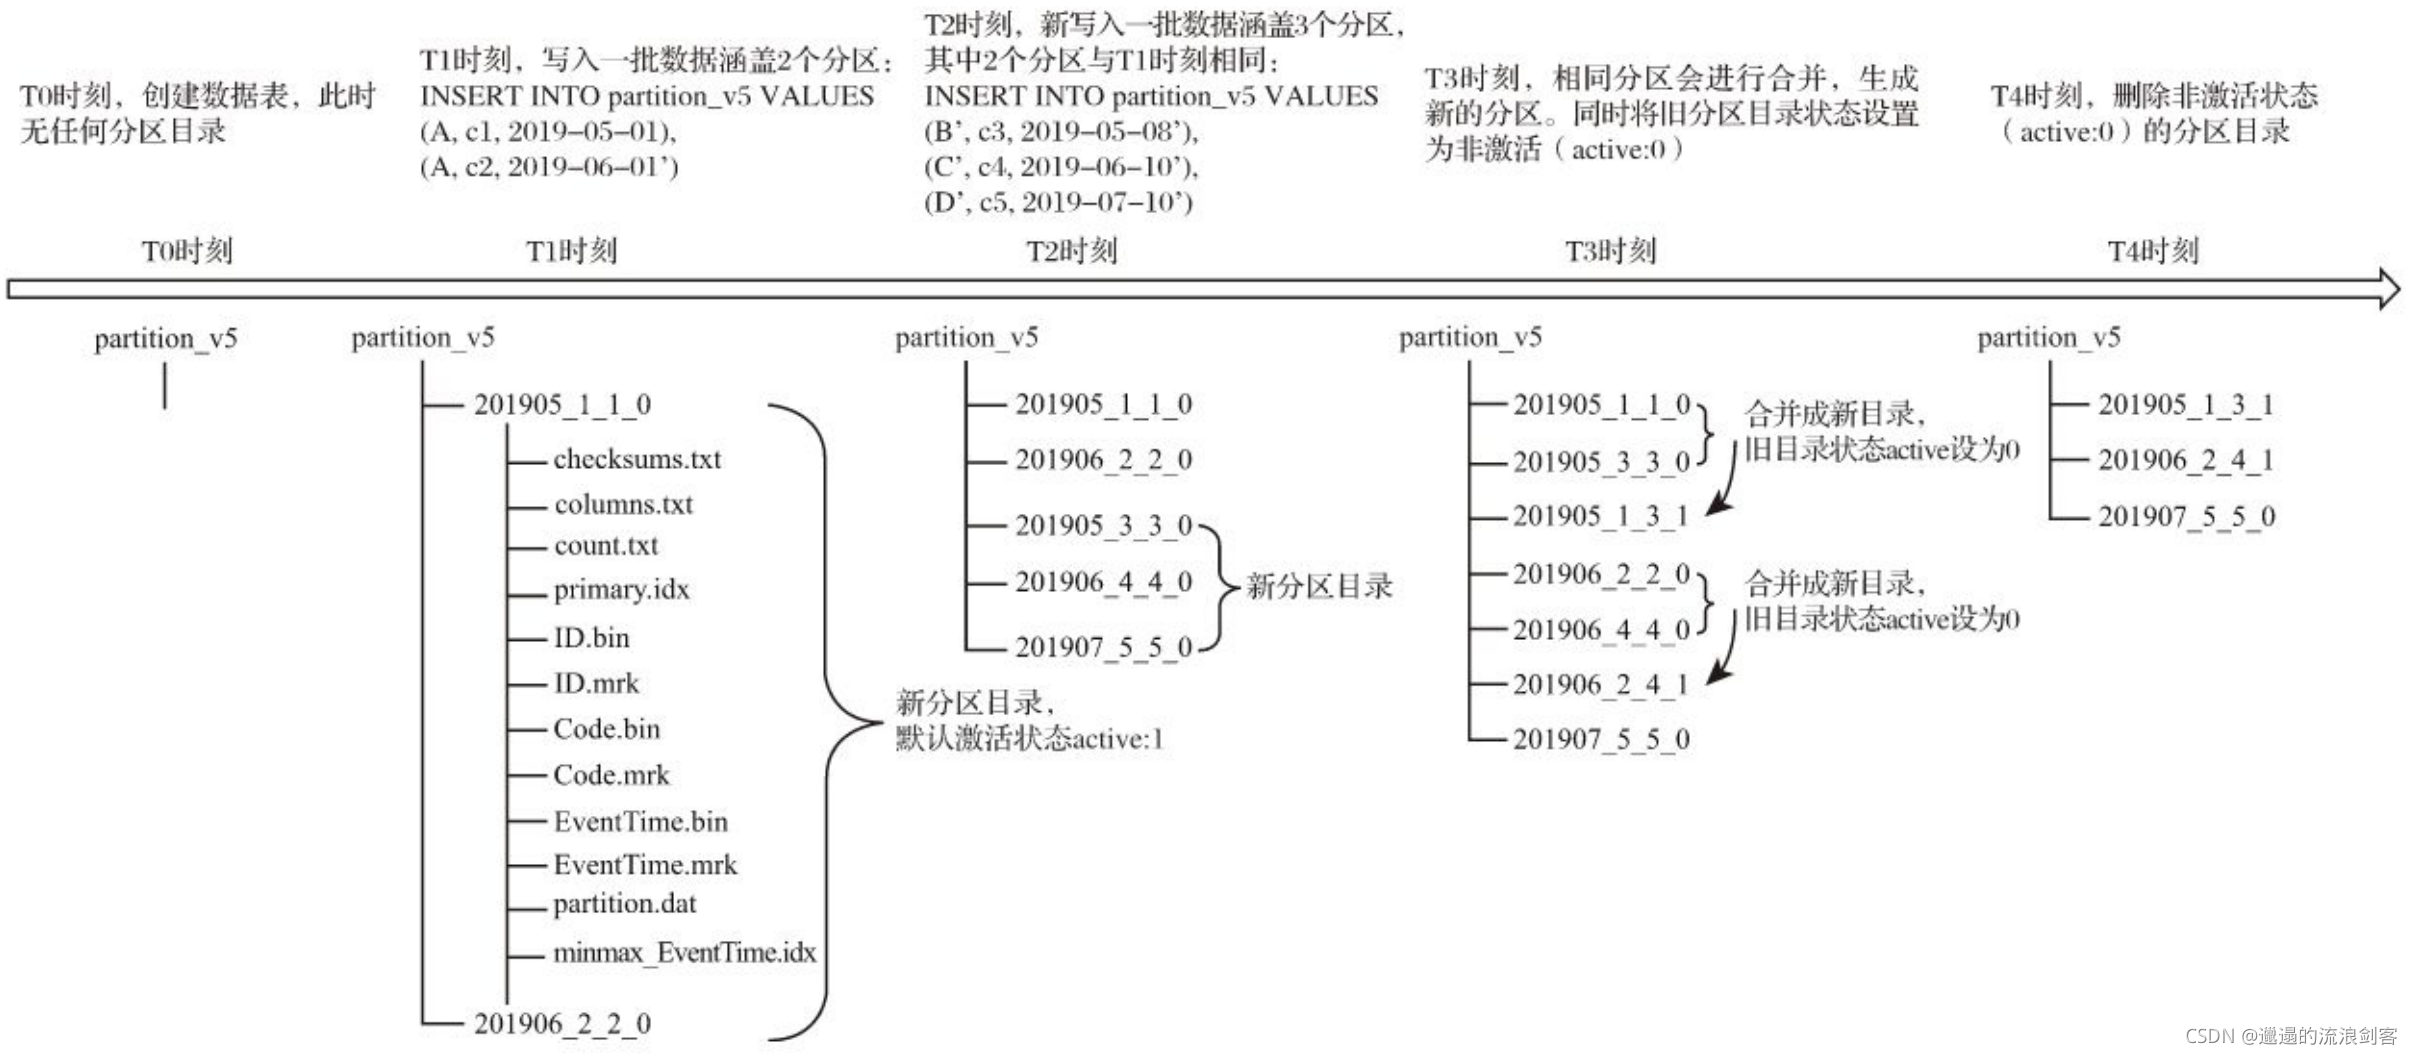 T0时刻，创建数据表，此时
无任何分区目录
T1时刻，写入一批数据涵盖2个分区：
INSERT INTO partition_v5 VALUES
(A, c1, 2019–05–01),
(A, c2, 2019–06–01’)
T2时刻，新写入一批数据涵盖3个分区，
其中2个分区与T1时刻相同：
INSERT INTO partition_v5 VALUES
(B’, c3, 2019–05–08’),
(C’, c4, 2019–06–10’),
(D’, c5, 2019–07–10’)
T3时刻，相同分区会进行合并，生成
新的分区。同时将旧分区目录状态设置
为非激活（active:0）
T4时刻，删除非激活状态
（active:0）的分区目录
T0时刻
T1时刻
T2时刻
T3时刻
T4时刻
partition_v5
partition_v5
201905_1_1_0
checksums.txt
columns.txt
count.txt
primary.idx
ID.bin
ID.mrk
Code.bin
Code.mrk
EventTime.bin
EventTime.mrk
partition.dat
minmax_EventTime.idx
201906_2_2_0
新分区目录，
默认激活状态active:1
partition_v5
201905_1_1_0
201906_2_2_0
201905_3_3_0
201906_4_4_0
201907_5_5_0
新分区目录
partition_v5
201905_1_1_0
201905_3_3_0
201905_1_3_1
合并成新目录，
旧目录状态active设为0
201906_2_2_0
201906_4_4_0
201906_2_4_1
合并成新目录，
旧目录状态active设为0
201907_5_5_0
partition_v5
201905_1_3_1
201906_2_4_1
201907_5_5_0
CSDN @邋遢的流浪剑客